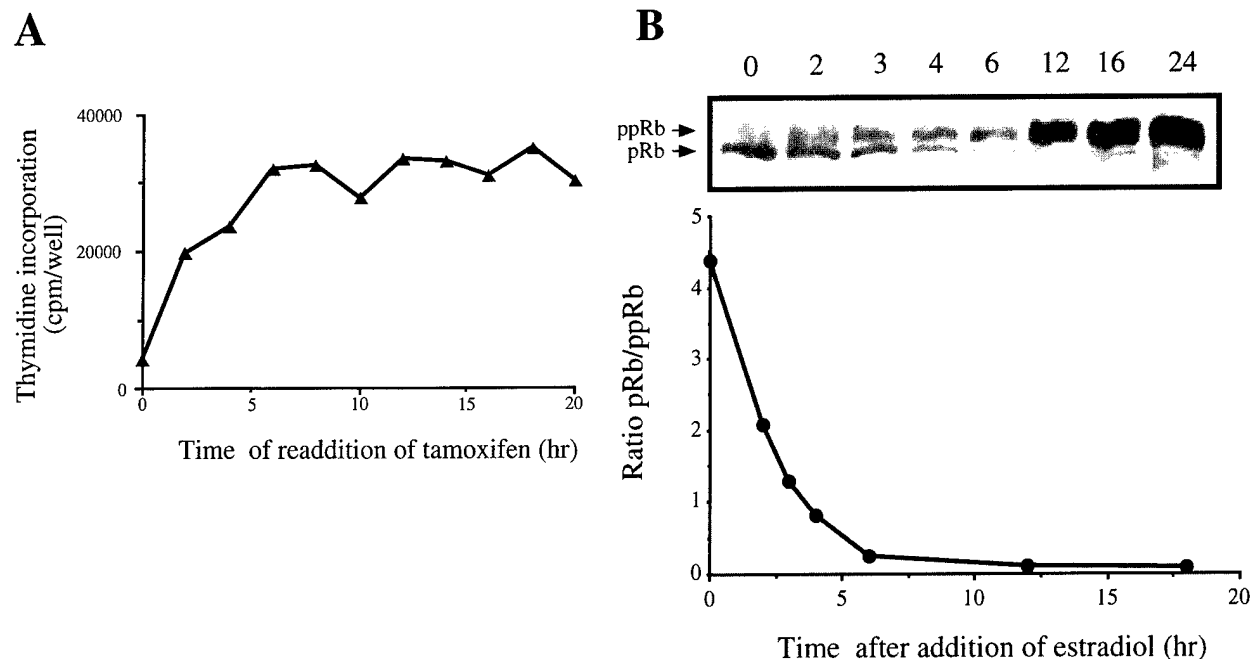 A
Thymidine incorporation
(cpm/well)
40000
20000
0
0 5 10 15 20
Time of readdition of tamoxifen (hr)
B
0 2 3 4 6 12 16 24
ppRb
pRb
Ratio pRb/ppRb
5
4
3
2
1
0
0 5 10 15 20
Time after addition of estradiol (hr)